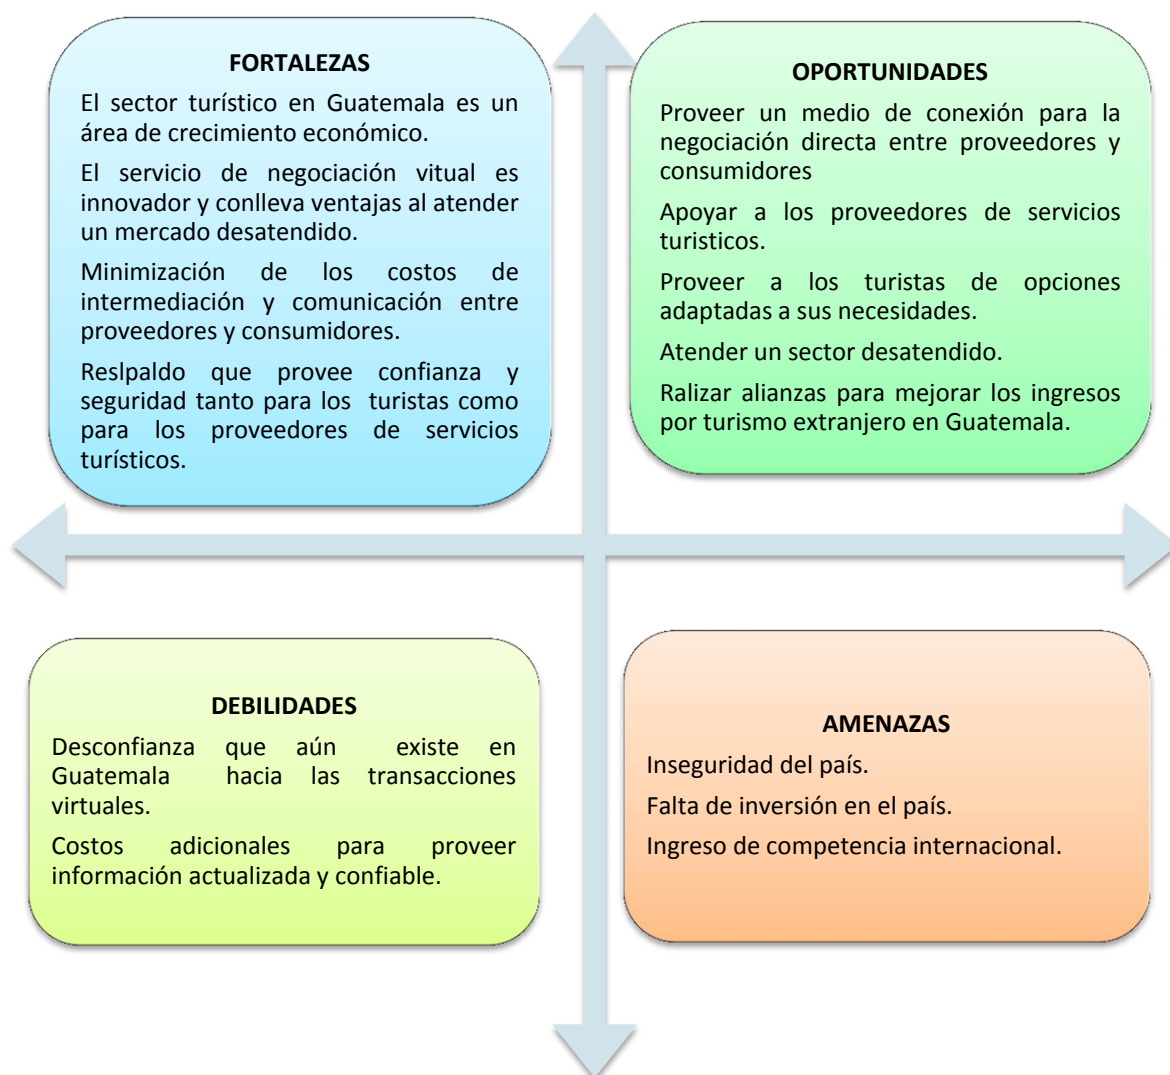 FORTALEZAS
El sector turístico en Guatemala es un
área de crecimiento económico.
El servicio de negociación vitual es
innovador y conlleva ventajas al atender
un mercado desatendido.
Minimización de los costos de
intermediación y comunicación entre
proveedores y consumidores.
Reslpaldo que provee confianza y
seguridad tanto para los turistas como
para los proveedores de servicios
turísticos.
OPORTUNIDADES
Proveer un medio de conexión para la
negociación directa entre proveedores y
consumidores
Apoyar a los proveedores de servicios
turisticos.
Proveer a los turistas de opciones
adaptadas a sus necesidades.
Atender un sector desatendido.
Ralizar alianzas para mejorar los ingresos
por turismo extranjero en Guatemala.
DEBILIDADES
Desconfianza que aún existe en
Guatemala hacia las transacciones
virtuales.
Costos adicionales para proveer
información actualizada y confiable.
AMENAZAS
Inseguridad del país.
Falta de inversión en el país.
Ingreso de competencia internacional.